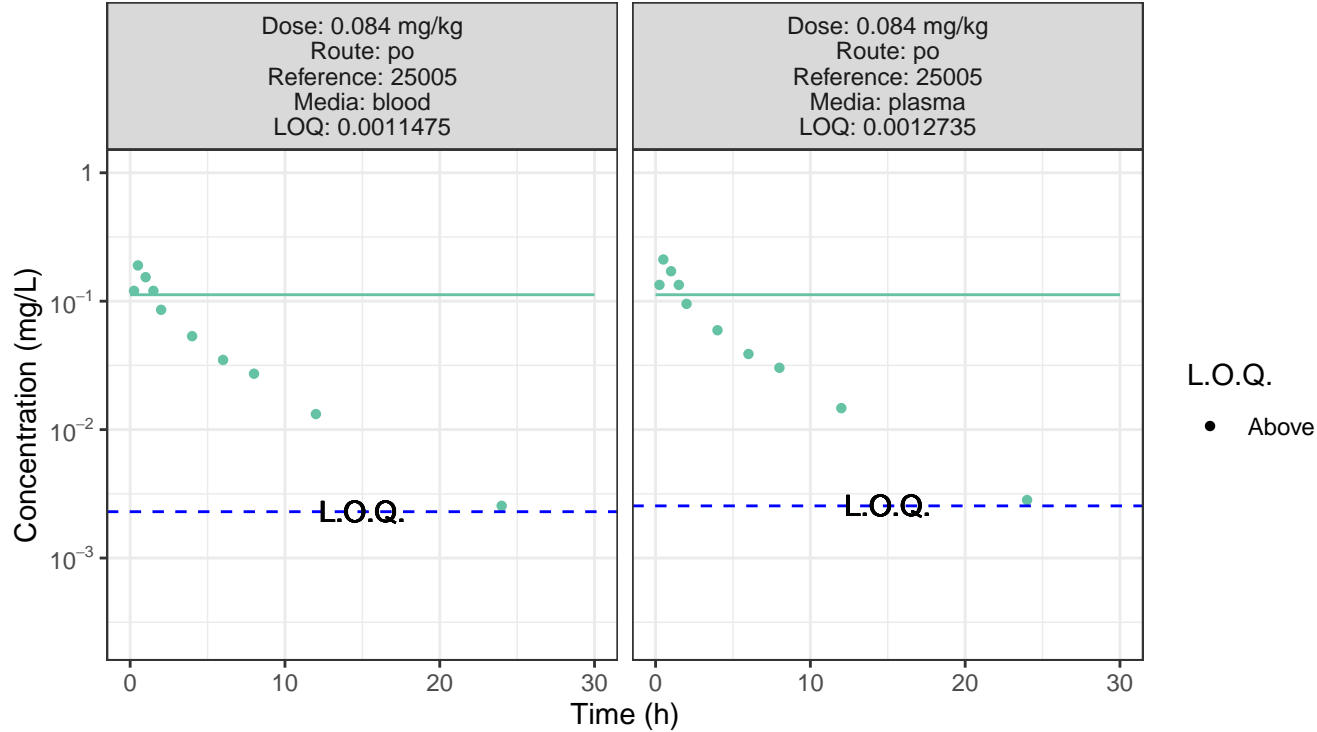 Dose: 0.084 mg/kg
Route: po
Reference: 25005
Media: blood
LOQ: 0.0011475
Dose: 0.084 mg/kg
Route: po
Reference: 25005
Media: plasma
LOQ: 0.0012735
Concentration (mg/L)
1
10⁻¹
10⁻²
10⁻³
L.O.Q.
L.O.Q.
0 10 20 30
0 10 20 30
Time (h)
L.O.Q.
Above